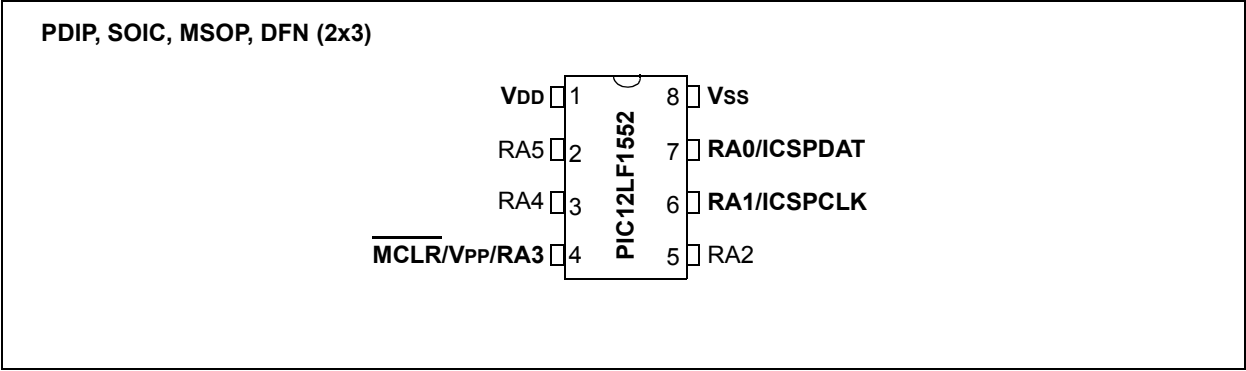 PDIP, SOIC, MSOP, DFN (2x3)
VDD 1 8 VSS
RA5 2 7 RA0/ICSPDAT
RA4 3 6 RA1/ICSPCLK
MCLR/VPP/RA3 4 5 RA2
PIC12LF1552